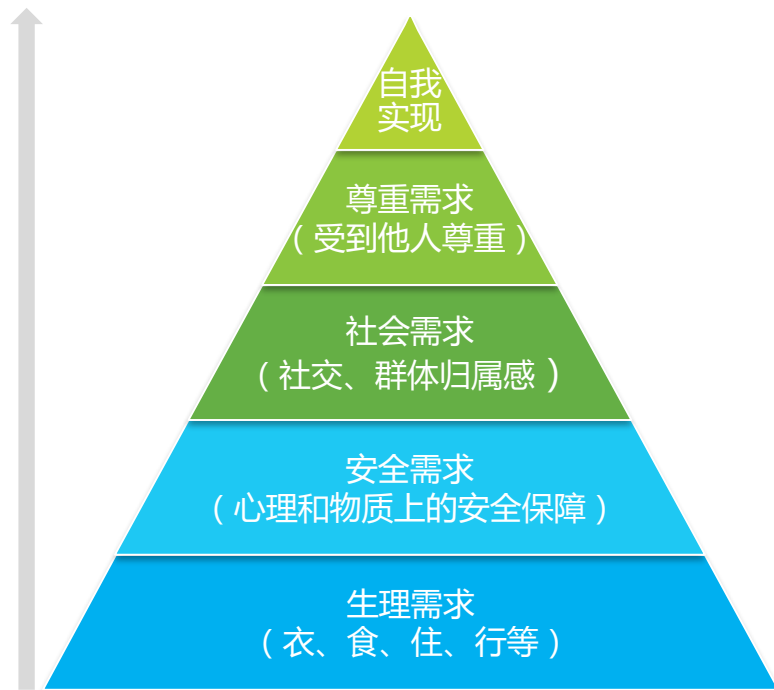 自我
实现
尊重需求
（受到他人尊重）
社会需求
（社交、群体归属感）
安全需求
（心理和物质上的安全保障）
生理需求
（衣、食、住、行等）